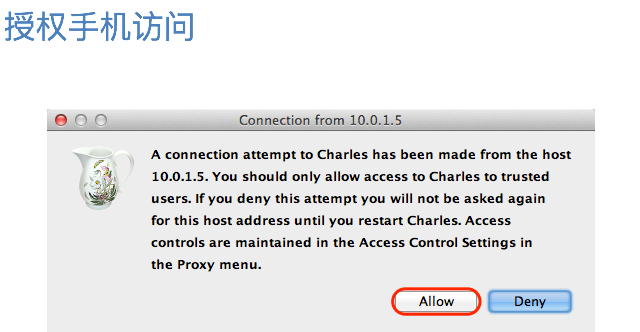 授权手机访问
Connection from 10.0.1.5
A connection attempt to Charles has been made from the host
10.0.1.5. You should only allow access to Charles to trusted
users. If you deny this attempt you will not be asked again
for this host address until you restart Charles. Access
controls are maintained in the Access Control Settings in
the Proxy menu.
Allow
Deny